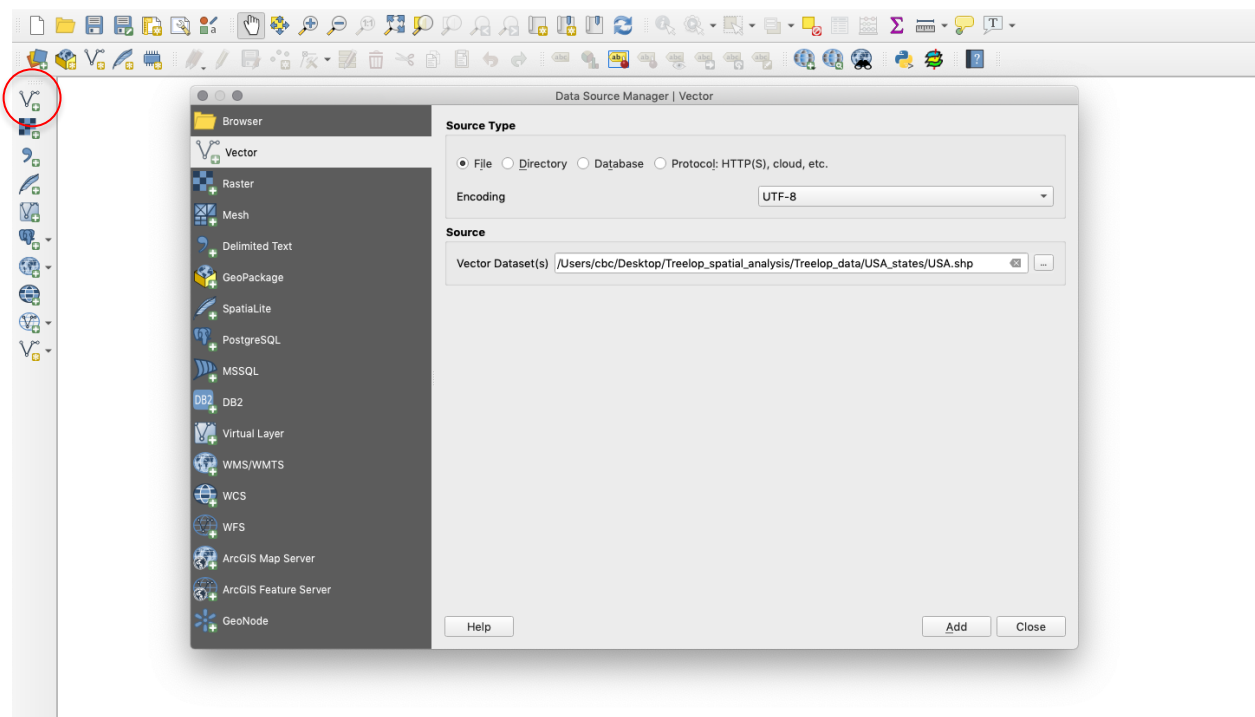 Data Source Manager | Vector
Browser
Vector
Raster
Mesh
Delimited Text
GeoPackage
SpatiaLite
PostgreSQL
MSSQL
DB2
DB2
Virtual Layer
WMS/WMTS
WCS
WFS
ArcGIS Map Server
ArcGIS Feature Server
GeoNode
Source Type
File Directory Database Protocol: HTTP(S), cloud, etc.
Encoding UTF-8
Source
Vector Dataset(s) /Users/cbc/Desktop/Treelop_spatial_analysis/Treelop_data/USA_states/USA.shp ...
Help Add Close